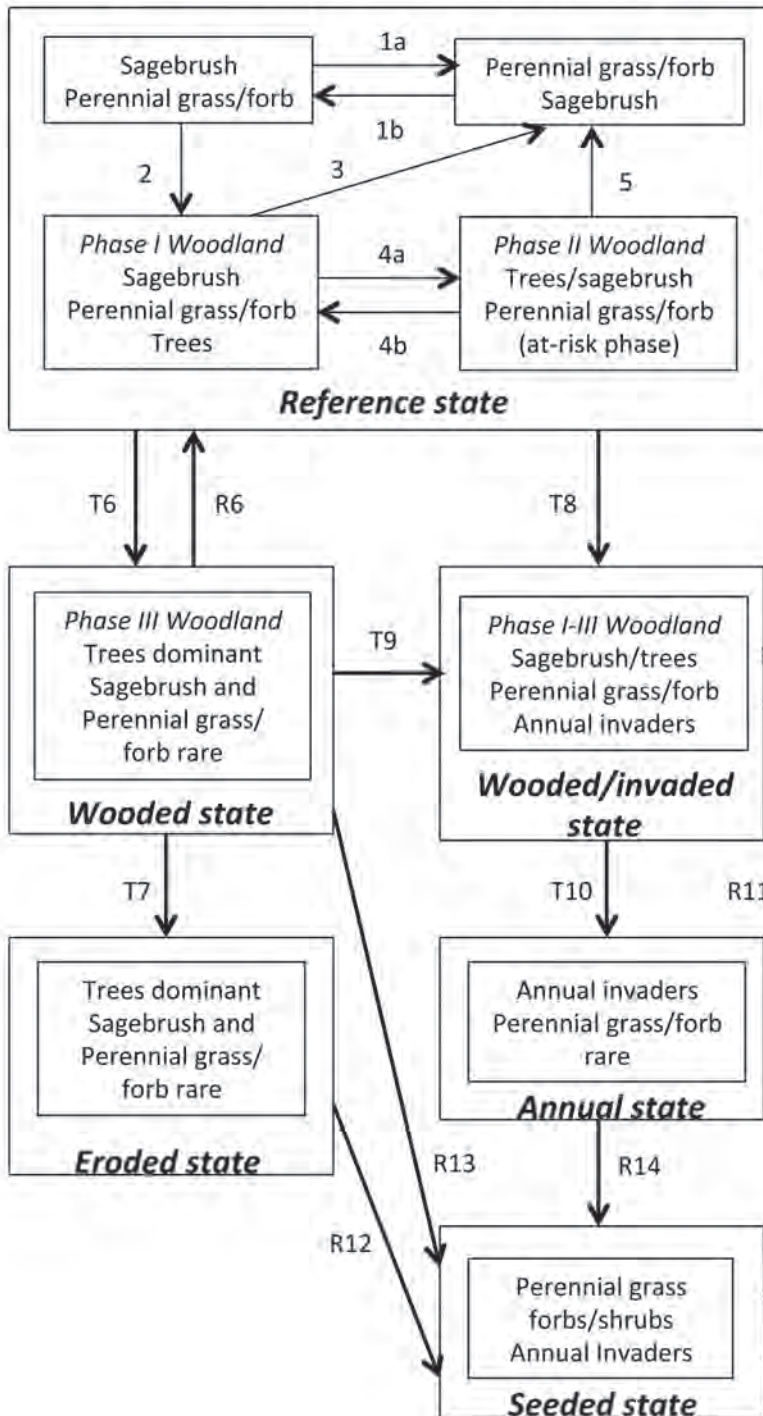 1a
Sagebrush
Perennial grass/forb
Perennial grass/forb
Sagebrush
1b
2
3
5
Phase I Woodland
Sagebrush
Perennial grass/forb
Trees
4a
4b
Phase II Woodland
Trees/sagebrush
Perennial grass/forb
(at-risk phase)
Reference state
T6
R6
T8
Phase III Woodland
Trees dominant
Sagebrush and
Perennial grass/
forb rare
Wooded state
T9
Phase I-III Woodland
Sagebrush/trees
Perennial grass/forb
Annual invaders
Wooded/invaded
state
T7
T10
R11
Trees dominant
Sagebrush and
Perennial grass/
forb rare
Eroded state
Annual invaders
Perennial grass/forb
rare
Annual state
R13
R14
R12
Perennial grass
forbs/shrubs
Annual Invaders
Seeded state